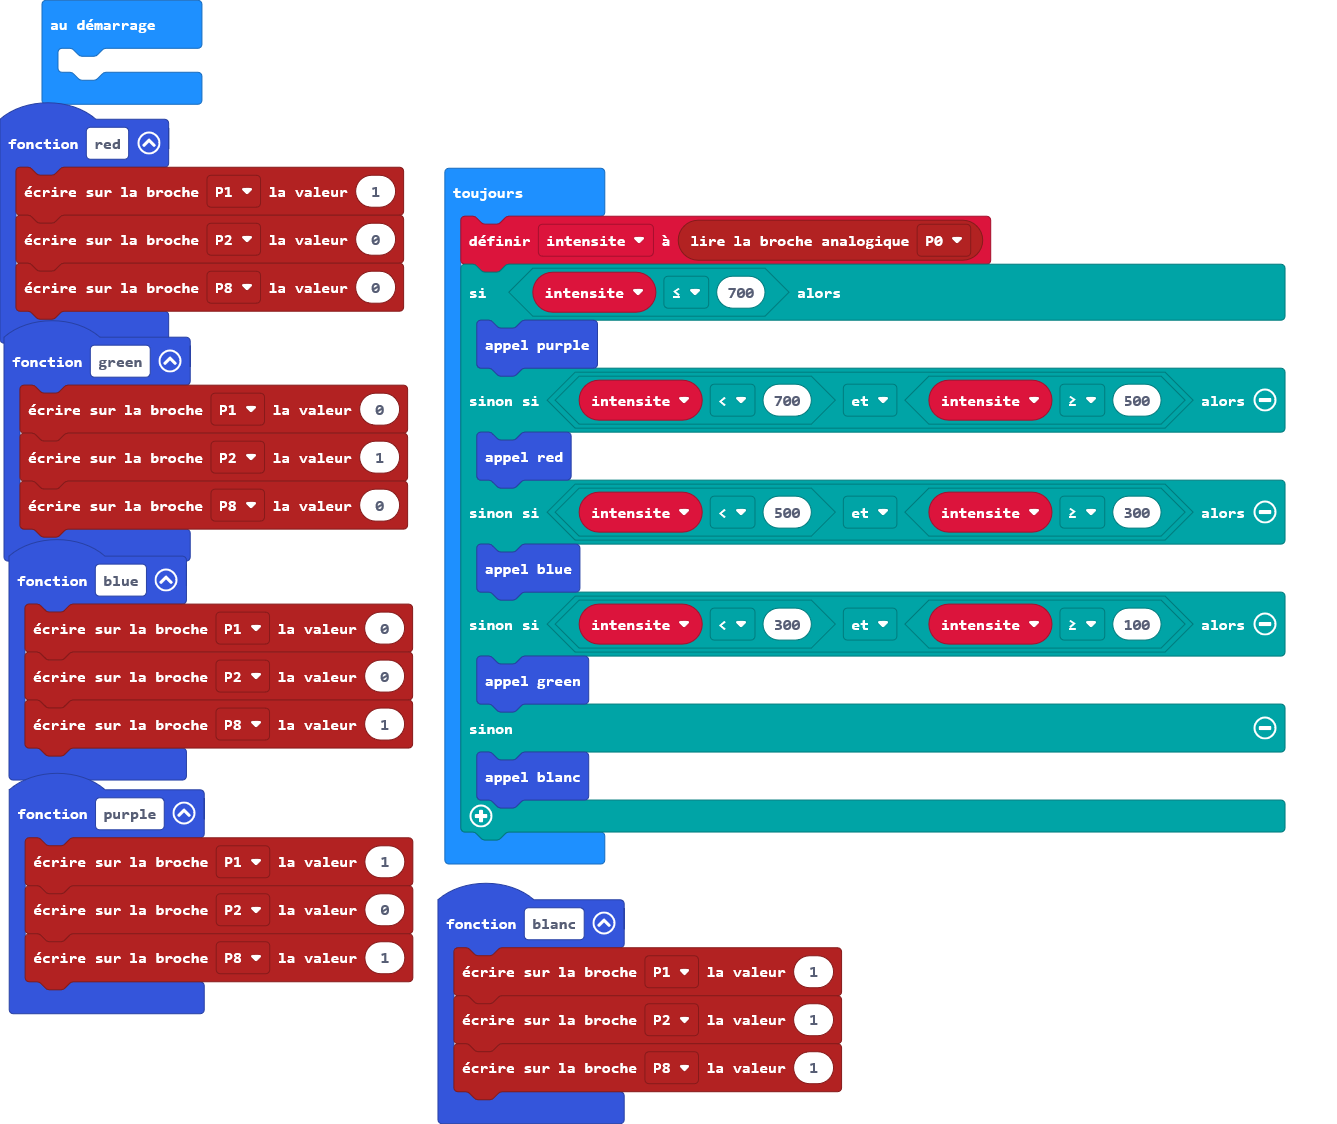 au démarrage
fonction red
écrire sur la broche P1 la valeur 1
écrire sur la broche P2 la valeur 0
écrire sur la broche P8 la valeur 0
fonction green
écrire sur la broche P1 la valeur 0
écrire sur la broche P2 la valeur 1
écrire sur la broche P8 la valeur 0
fonction blue
écrire sur la broche P1 la valeur 0
écrire sur la broche P2 la valeur 0
écrire sur la broche P8 la valeur 1
fonction purple
écrire sur la broche P1 la valeur 1
écrire sur la broche P2 la valeur 0
écrire sur la broche P8 la valeur 1
toujours
définir intensite à lire la broche analogique P0
si intensite ≤ 700 alors
appel purple
sinon si intensite < 700 et intensite ≥ 500 alors
appel red
sinon si intensite < 500 et intensite ≥ 300 alors
appel blue
sinon si intensite < 300 et intensite ≥ 100 alors
appel green
sinon
appel blanc
fonction blanc
écrire sur la broche P1 la valeur 1
écrire sur la broche P2 la valeur 1
écrire sur la broche P8 la valeur 1